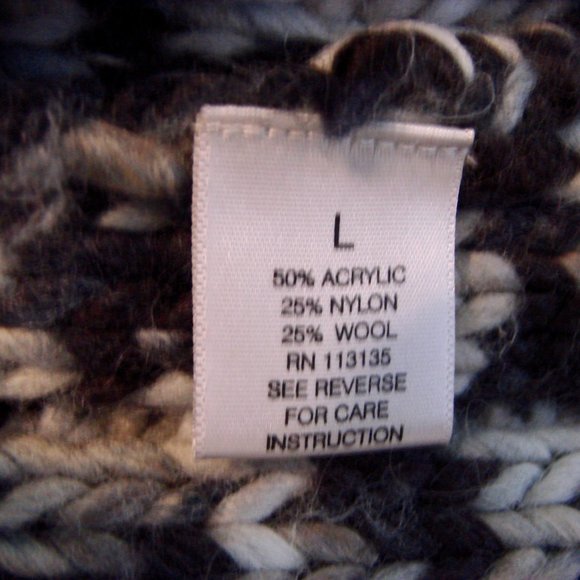 L
50% ACRYLIC
25% NYLON
25% WOOL
RN 113135
SEE REVERSE
FOR CARE
INSTRUCTION